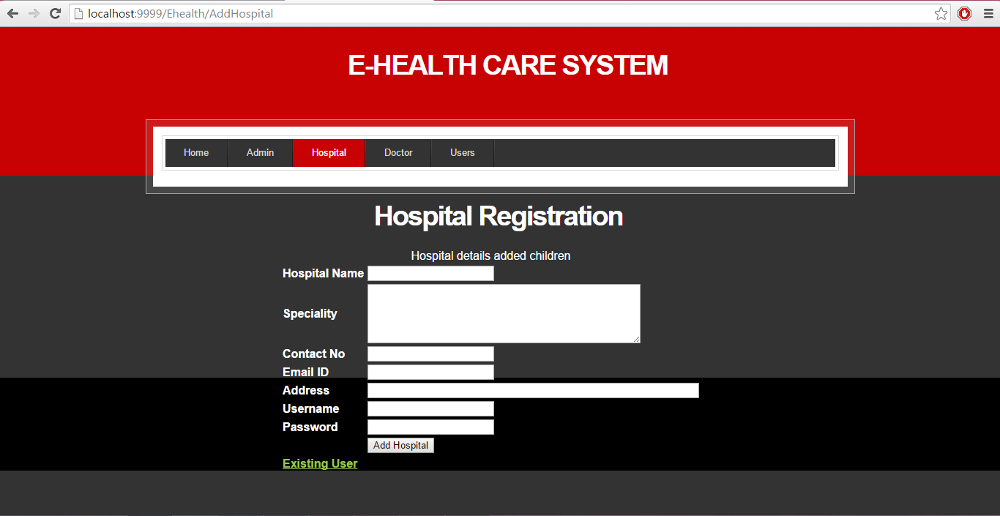 localhost:9999/Ehealth/AddHospital
E-HEALTH CARE SYSTEM
Home Admin Hospital Doctor Users
Hospital Registration
Hospital details added children
Hospital Name
Speciality
Contact No
Email ID
Address
Username
Password
Add Hospital
Existing User